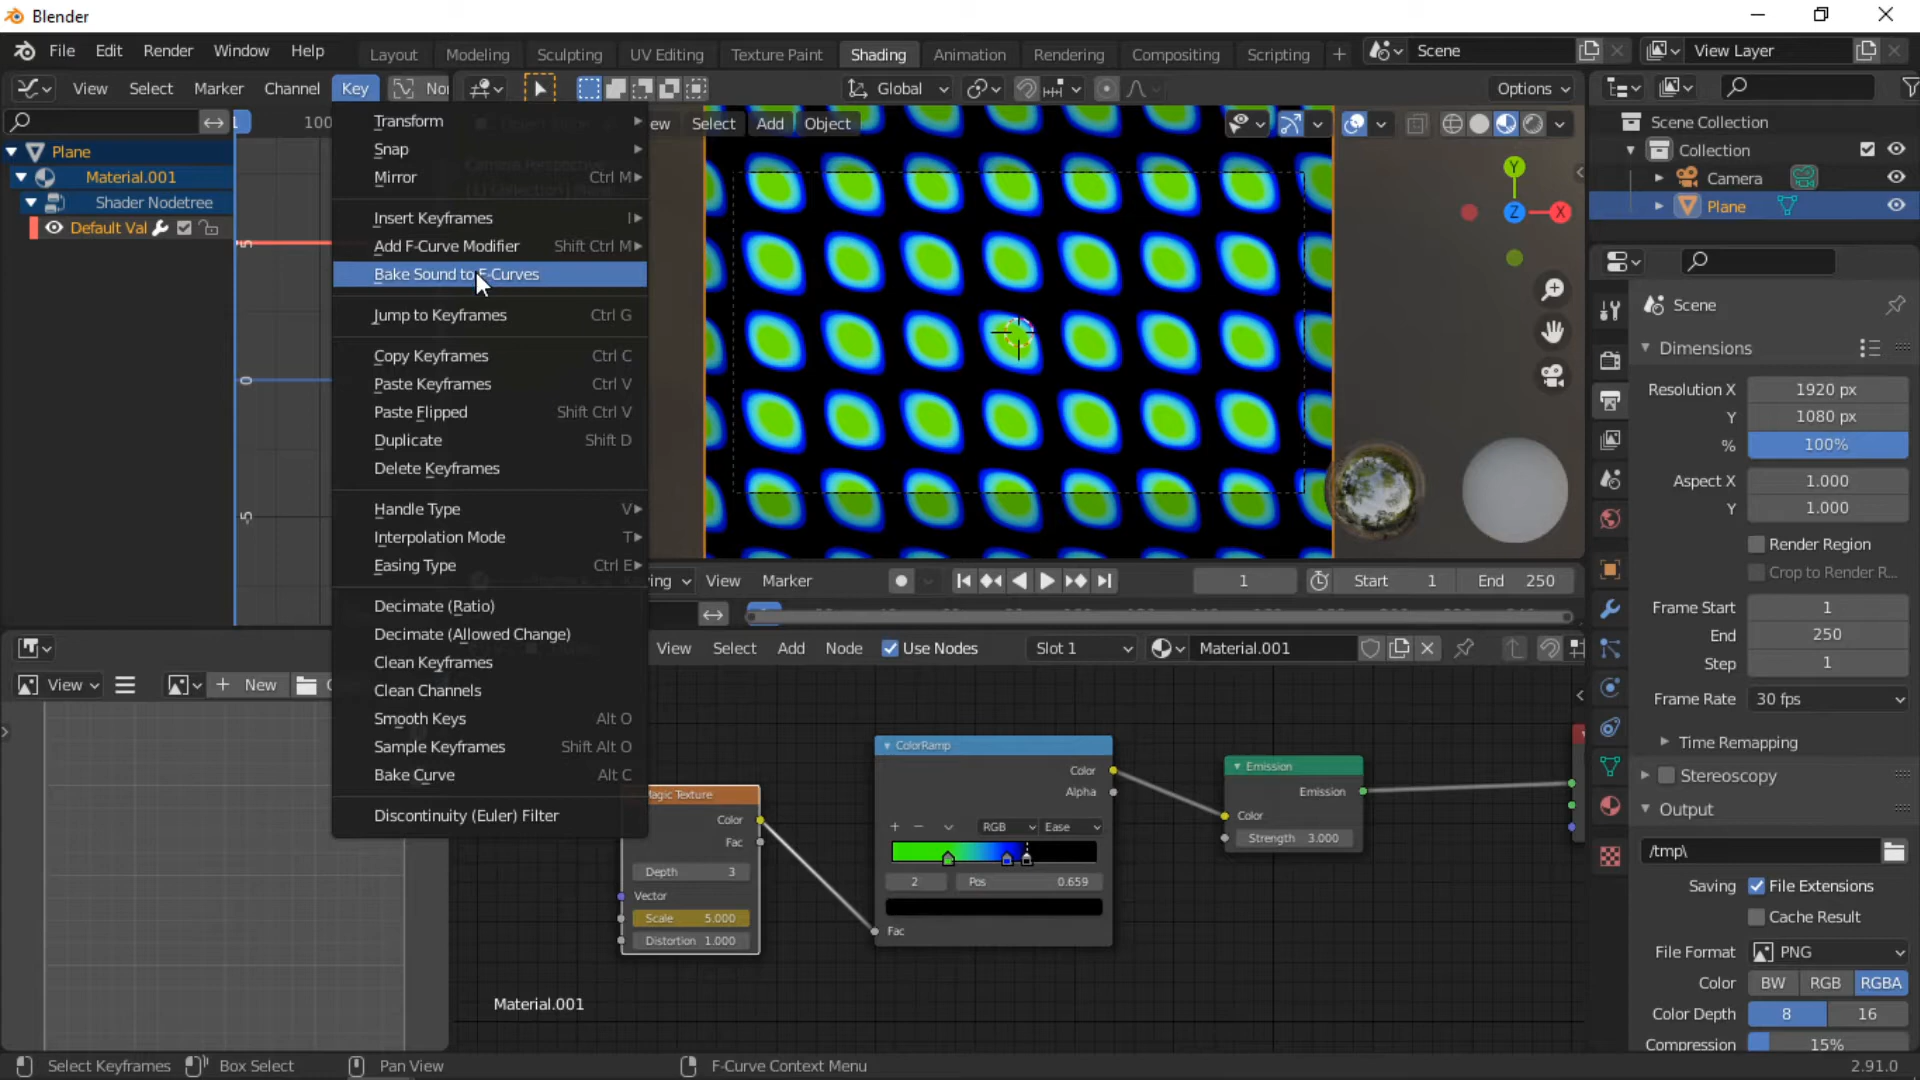 Blender
File Edit Render Window Help
Layout Modeling Sculpting UV Editing Texture Paint Shading Animation Rendering Compositing Scripting +
Scene
View Layer
View Select Marker Channel Key No
Global
Options
100
Select Add Object
Plane
Material.001
Shader Nodetree
Default Val
5
0
-5
Transform
Snap
Mirror Ctrl M
Insert Keyframes I
Add F-Curve Modifier Shift Ctrl M
Bake Sound to F-Curves
Jump to Keyframes Ctrl G
Copy Keyframes Ctrl C
Paste Keyframes Ctrl V
Paste Flipped Shift Ctrl V
Duplicate Shift D
Delete Keyframes
Handle Type V
Interpolation Mode T
Easing Type Ctrl E
Decimate (Ratio)
Decimate (Allowed Change)
Clean Keyframes
Clean Channels
Smooth Keys Alt O
Sample Keyframes Shift Alt O
Bake Curve Alt C
Discontinuity (Euler) Filter
Y
Z X
View Marker
1 Start 1 End 250
View Select Add Node Use Nodes Slot 1 Material.001
View + New
Magic Texture
Color
Fac
Depth 3
Vector
Scale 5.000
Distortion 1.000
ColorRamp
Color
Alpha
+ − RGB Ease
2 Pos 0.659
Fac
Emission
Emission
Color
Strength 3.000
Material.001
Scene Collection
Collection
Camera
Plane
Scene
Dimensions
Resolution X 1920 px
Y 1080 px
% 100%
Aspect X 1.000
Y 1.000
Render Region
Crop to Render R...
Frame Start 1
End 250
Step 1
Frame Rate 30 fps
Time Remapping
Stereoscopy
Output
/tmp\
Saving File Extensions
Cache Result
File Format PNG
Color BW RGB RGBA
Color Depth 8 16
Compression 15%
Select Keyframes Box Select Pan View F-Curve Context Menu 2.91.0